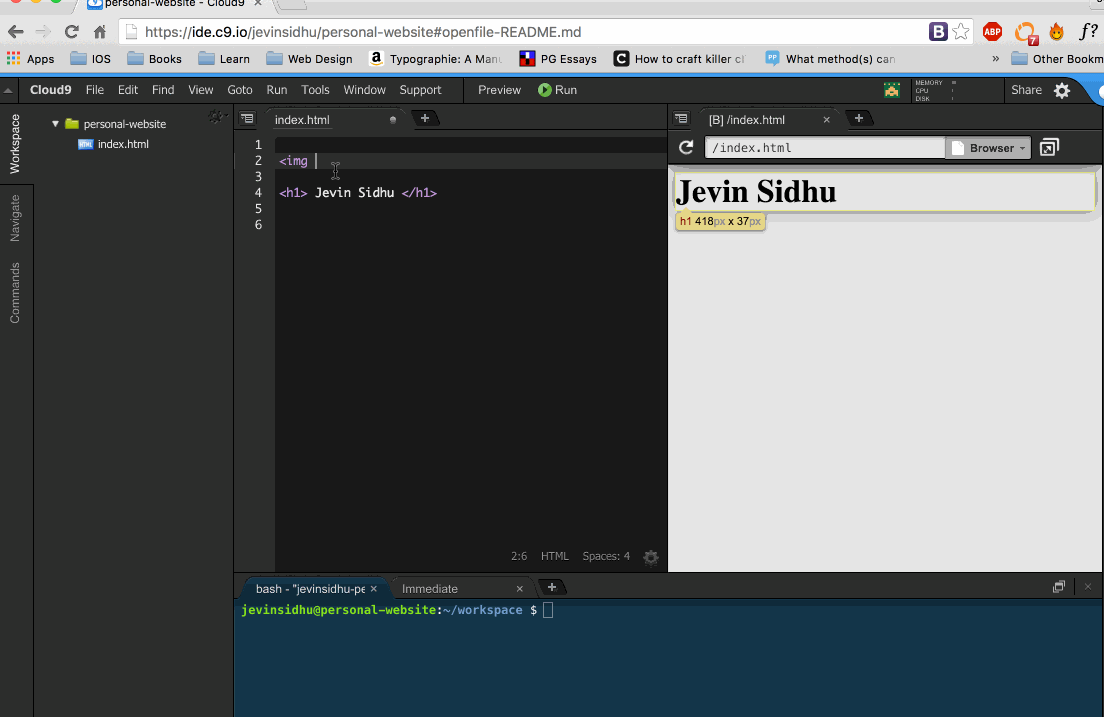 personal-website - Cloud9 ×
https://ide.c9.io/jevinsidhu/personal-website#openfile-README.md
B ABP 7 f?
Apps IOS Books Learn Web Design Typographie: A Manu PG Essays How to craft killer cl What method(s) can » Other Bookm
Cloud9 File Edit Find View Goto Run Tools Window Support Preview Run MEMORY CPU DISK Share
Workspace
Navigate
Commands
personal-website
index.html
index.html
1
2 <img
3
4 <h1> Jevin Sidhu </h1>
5
6
2:6 HTML Spaces: 4
[B] /index.html ×
/index.html Browser
Jevin Sidhu
h1 418px x 37px
bash - "jevinsidhu-pe × Immediate ×
jevinsidhu@personal-website:~/workspace $